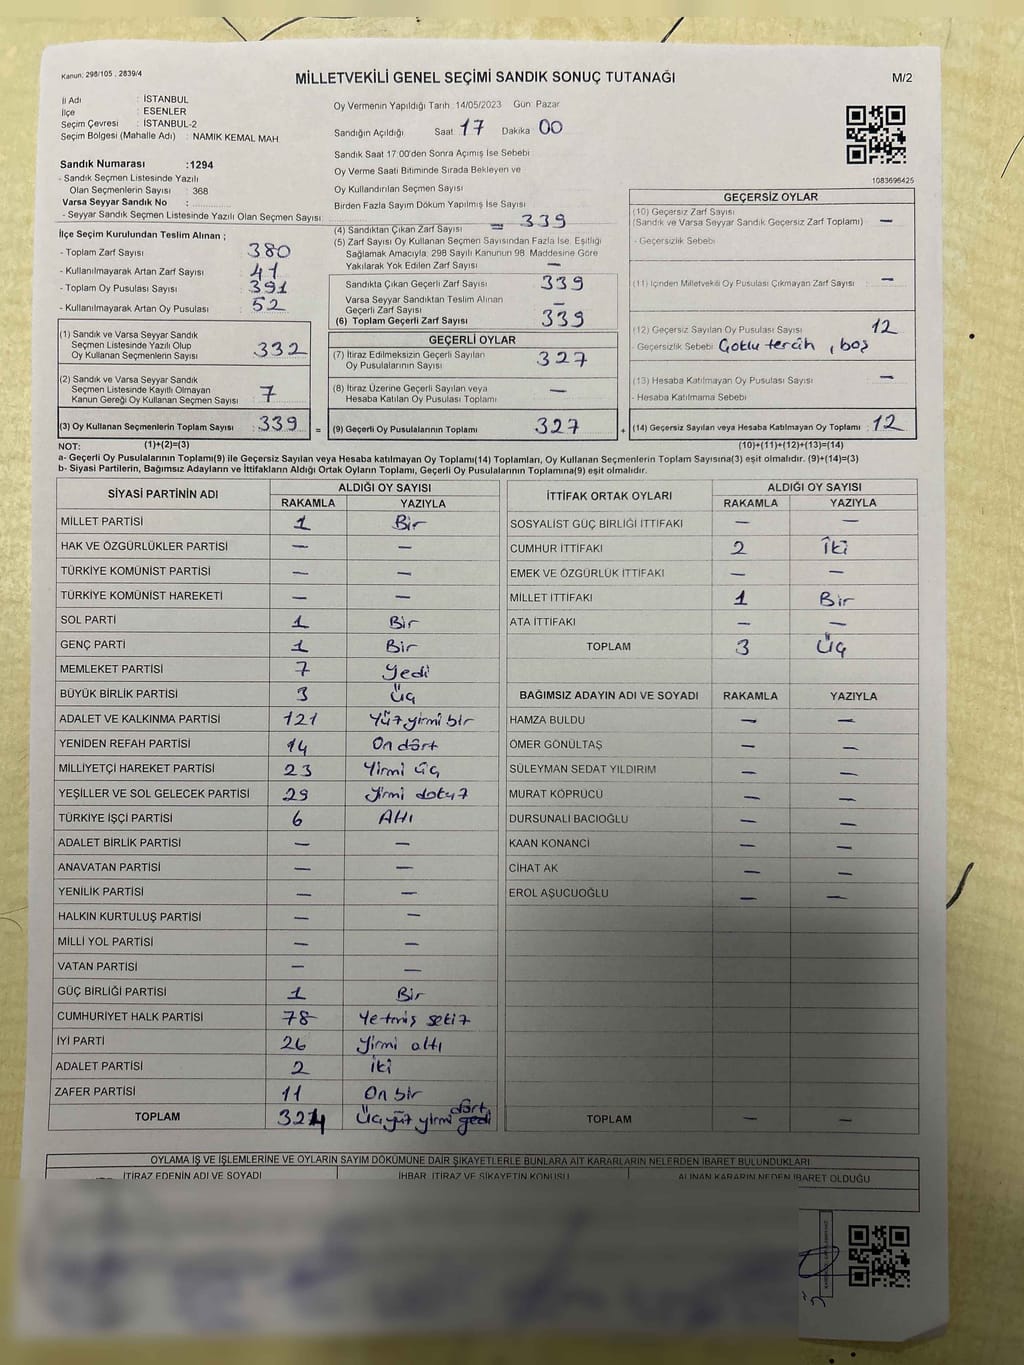 Kanun: 298/105 , 2839/4
MİLLETVEKİLİ GENEL SEÇİMİ SANDIK SONUÇ TUTANAĞI
M/2
İl Adı : İSTANBUL
İlçe : ESENLER
Seçim Çevresi : İSTANBUL-2
Seçim Bölgesi (Mahalle Adı) : NAMIK KEMAL MAH
Oy Vermenin Yapıldığı Tarih 14/05/2023 Gün Pazar
Sandığın Açıldığı Saat 17 Dakika 00
Sandık Saat 17 00'den Sonra Açımış İse Sebebi
Oy Verme Saati Bitiminde Sırada Bekleyen ve
Oy Kullandırılan Seçmen Sayısı
Birden Fazla Sayım Döküm Yapılmış İse Sayısı
1083696425
Sandık Numarası :1294
- Sandık Seçmen Listesinde Yazılı
Olan Seçmenlerin Sayısı : 368
Varsa Seyyar Sandık No :
- Seyyar Sandık Seçmen Listesinde Yazılı Olan Seçmen Sayısı:
İlçe Seçim Kurulundan Teslim Alınan ;
- Toplam Zarf Sayısı 380
- Kullanılmayarak Artan Zarf Sayısı 41
- Toplam Oy Pusulası Sayısı 391
- Kullanılmayarak Artan Oy Pusulası 52
(1) Sandık ve Varsa Seyyar Sandık
Seçmen Listesinde Yazılı Olup
Oy Kullanan Seçmenlerin Sayısı 332
(2) Sandık ve Varsa Seyyar Sandık
Seçmen Listesinde Kayıtlı Olmayan
Kanun Gereği Oy Kullanan Seçmen Sayısı 7
(3) Oy Kullanan Seçmenlerin Toplam Sayısı : 339 =
(4) Sandıktan Çıkan Zarf Sayısı = 339
(5) Zarf Sayısı Oy Kullanan Seçmen Sayısından Fazla İse, Eşitliği
Sağlamak Amacıyla, 298 Sayılı Kanunun 98 Maddesine Göre
Yakılarak Yok Edilen Zarf Sayısı —
Sandıkta Çıkan Geçerli Zarf Sayısı 339
Varsa Seyyar Sandıktan Teslim Alınan
Geçerli Zarf Sayısı —
(6) Toplam Geçerli Zarf Sayısı 339
GEÇERLİ OYLAR
(7) İtiraz Edilmeksizin Geçerli Sayılan
Oy Pusulalarının Sayısı 327
(8) İtiraz Üzerine Geçerli Sayılan veya
Hesaba Katılan Oy Pusulası Toplamı —
(9) Geçerli Oy Pusulalarının Toplamı 327 +
GEÇERSİZ OYLAR
(10) Geçersiz Zarf Sayısı
(Sandık ve Varsa Seyyar Sandık Geçersiz Zarf Toplamı) —
- Geçersizlik Sebebi
(11) İçinden Milletvekili Oy Pusulası Çıkmayan Zarf Sayısı : —
(12) Geçersiz Sayılan Oy Pusulası Sayısı 12
- Geçersizlik Sebebi Çoklu tercih , boş
(13) Hesaba Katılmayan Oy Pusulası Sayısı —
- Hesaba Katılmama Sebebi
(14) Geçersiz Sayılan veya Hesaba Katılmayan Oy Toplamı : 12
NOT: (1)+(2)=(3) (10)+(11)+(12)+(13)=(14)
a- Geçerli Oy Pusulalarının Toplamı(9) ile Geçersiz Sayılan veya Hesaba katılmayan Oy Toplamı(14) Toplamları, Oy Kullanan Seçmenlerin Toplam Sayısına(3) eşit olmalıdır. (9)+(14)=(3)
b- Siyasi Partilerin, Bağımsız Adayların ve İttifakların Aldığı Ortak Oyların Toplamı, Geçerli Oy Pusulalarının Toplamına(9) eşit olmalıdır.
SİYASİ PARTİNİN ADI ALDIĞI OY SAYISI
RAKAMLA YAZIYLA
MİLLET PARTİSİ 1 Bir
HAK VE ÖZGÜRLÜKLER PARTİSİ — —
TÜRKİYE KOMÜNİST PARTİSİ — —
TÜRKİYE KOMÜNİST HAREKETİ — —
SOL PARTİ 1 Bir
GENÇ PARTİ 1 Bir
MEMLEKET PARTİSİ 7 Yedi
BÜYÜK BİRLİK PARTİSİ 3 Üç
ADALET VE KALKINMA PARTİSİ 121 Yüz yirmi bir
YENİDEN REFAH PARTİSİ 14 On dört
MİLLİYETÇİ HAREKET PARTİSİ 23 Yirmi üç
YEŞİLLER VE SOL GELECEK PARTİSİ 29 Yirmi dokuz
TÜRKİYE İŞÇİ PARTİSİ 6 Altı
ADALET BİRLİK PARTİSİ — —
ANAVATAN PARTİSİ — —
YENİLİK PARTİSİ — —
HALKIN KURTULUŞ PARTİSİ — —
MİLLİ YOL PARTİSİ — —
VATAN PARTİSİ — —
GÜÇ BİRLİĞİ PARTİSİ 1 Bir
CUMHURİYET HALK PARTİSİ 78 Yetmiş sekiz
İYİ PARTİ 26 Yirmi altı
ADALET PARTİSİ 2 İki
ZAFER PARTİSİ 11 On bir
TOPLAM 324 Üç yüz yirmi dört yedi
İTTİFAK ORTAK OYLARI ALDIĞI OY SAYISI
RAKAMLA YAZIYLA
SOSYALİST GÜÇ BİRLİĞİ İTTİFAKI — —
CUMHUR İTTİFAKI 2 İki
EMEK VE ÖZGÜRLÜK İTTİFAKI — —
MİLLET İTTİFAKI 1 Bir
ATA İTTİFAKI — —
TOPLAM 3 Üç
BAĞIMSIZ ADAYIN ADI VE SOYADI RAKAMLA YAZIYLA
HAMZA BULDU — —
ÖMER GÖNÜLTAŞ — —
SÜLEYMAN SEDAT YILDIRIM — —
MURAT KÖPRÜCÜ — —
DURSUNALİ BACIOĞLU — —
KAAN KONANCİ — —
CİHAT AK — —
EROL AŞUCUOĞLU — —
TOPLAM — —
OYLAMA İŞ VE İŞLEMLERİNE VE OYLARIN SAYIM DÖKÜMÜNE DAİR ŞİKAYETLERLE BUNLARA AİT KARARLARIN NELERDEN İBARET BULUNDUKLARI
İTİRAZ EDENİN ADI VE SOYADI İHBAR, İTİRAZ VE ŞİKAYETİN KONUSU ALINAN KARARIN NEDEN İBARET OLDUĞU